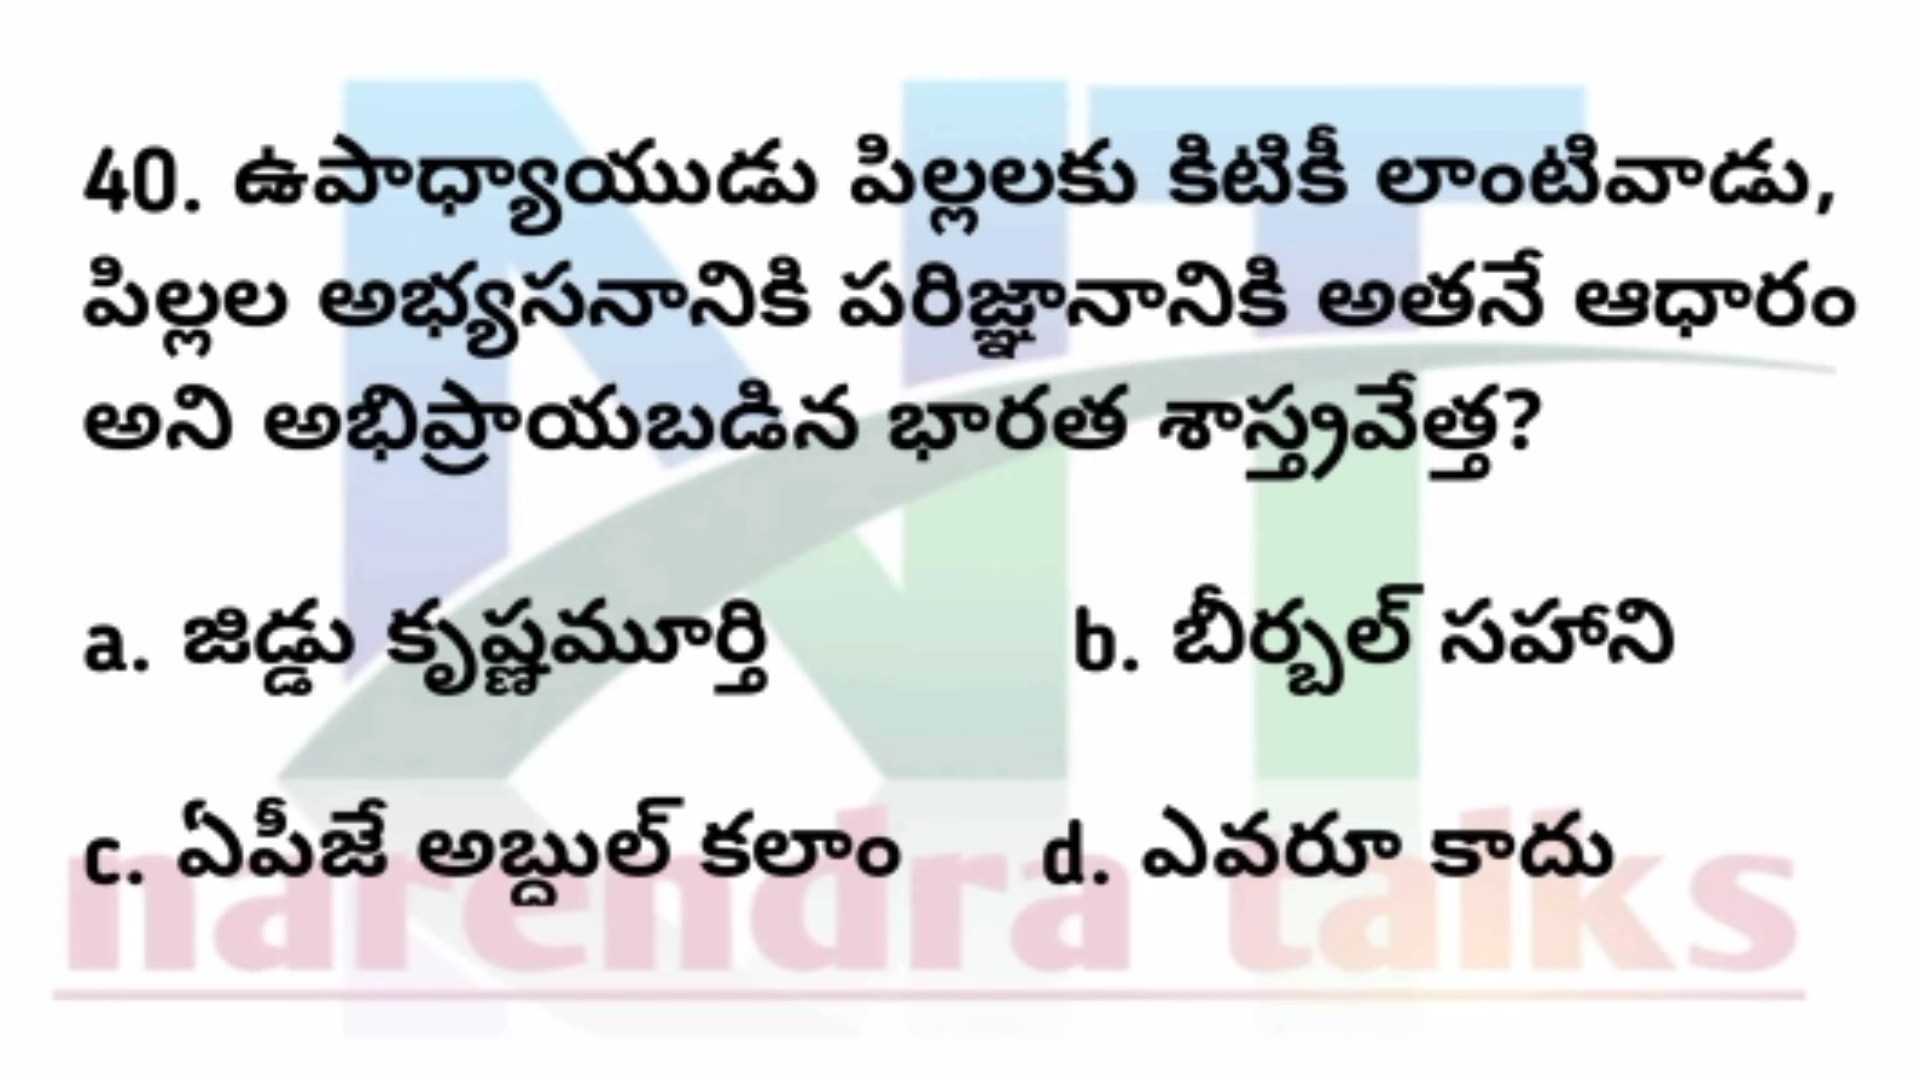 40. ఉపాధ్యాయుడు పిల్లలకు కిటికీ లాంటివాడు,
పిల్లల అభ్యసనానికి పరిజ్ఞానానికి అతనే ఆధారం
అని అభిప్రాయబడిన భారత శాస్త్రవేత్త?
a. జిడ్డు కృష్ణమూర్తి b. బీర్బల్ సహాని
c. ఏపీజే అబ్దుల్ కలాం d. ఎవరూ కాదు
narendra talks